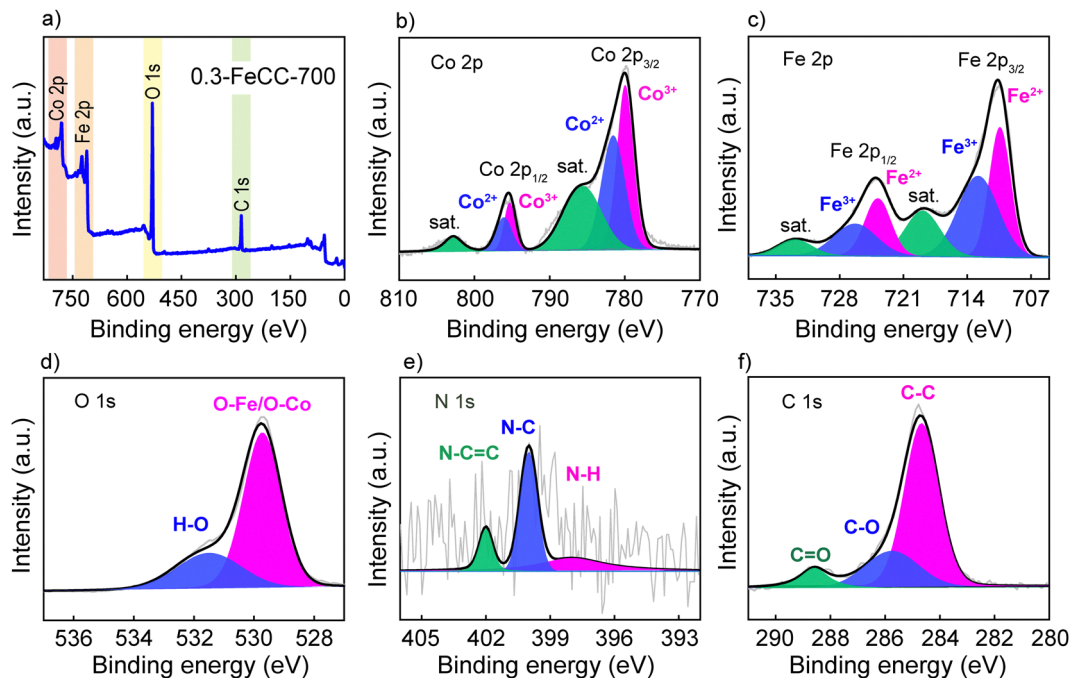 a)
0.3-FeCC-700
Co 2p
Fe 2p
O 1s
C 1s
Intensity (a.u.)
750 600 450 300 150 0
Binding energy (eV)
b)
Co 2p
Co 2p3/2
Co3+
Co2+
sat.
Co 2p1/2
Co2+
Co3+
sat.
Intensity (a.u.)
810 800 790 780 770
Binding energy (eV)
c)
Fe 2p
Fe 2p3/2
Fe2+
Fe3+
Fe 2p1/2
Fe2+
Fe3+
sat.
sat.
Intensity (a.u.)
735 728 721 714 707
Binding energy (eV)
d)
O 1s
O-Fe/O-Co
H-O
Intensity (a.u.)
536 534 532 530 528
Binding energy (eV)
e)
N 1s
N-C
N-C=C
N-H
Intensity (a.u.)
405 402 399 396 393
Binding energy (eV)
f)
C 1s
C-C
C-O
C=O
Intensity (a.u.)
290 288 286 284 282 280
Binding energy (eV)